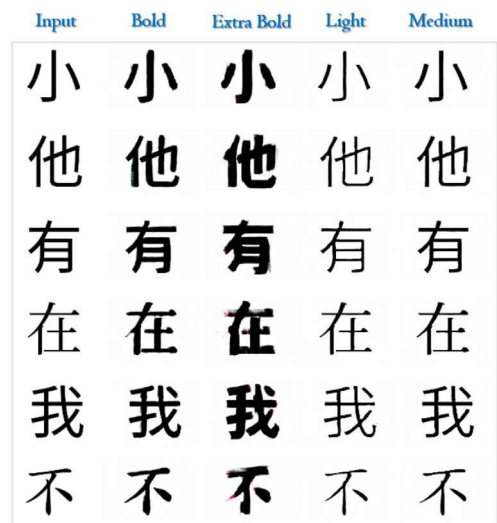 Input Bold Extra Bold Light Medium
小 小 小 小 小
他 他 他 他 他
有 有 有 有 有
在 在 在 在 在
我 我 我 我 我
不 不 不 不 不